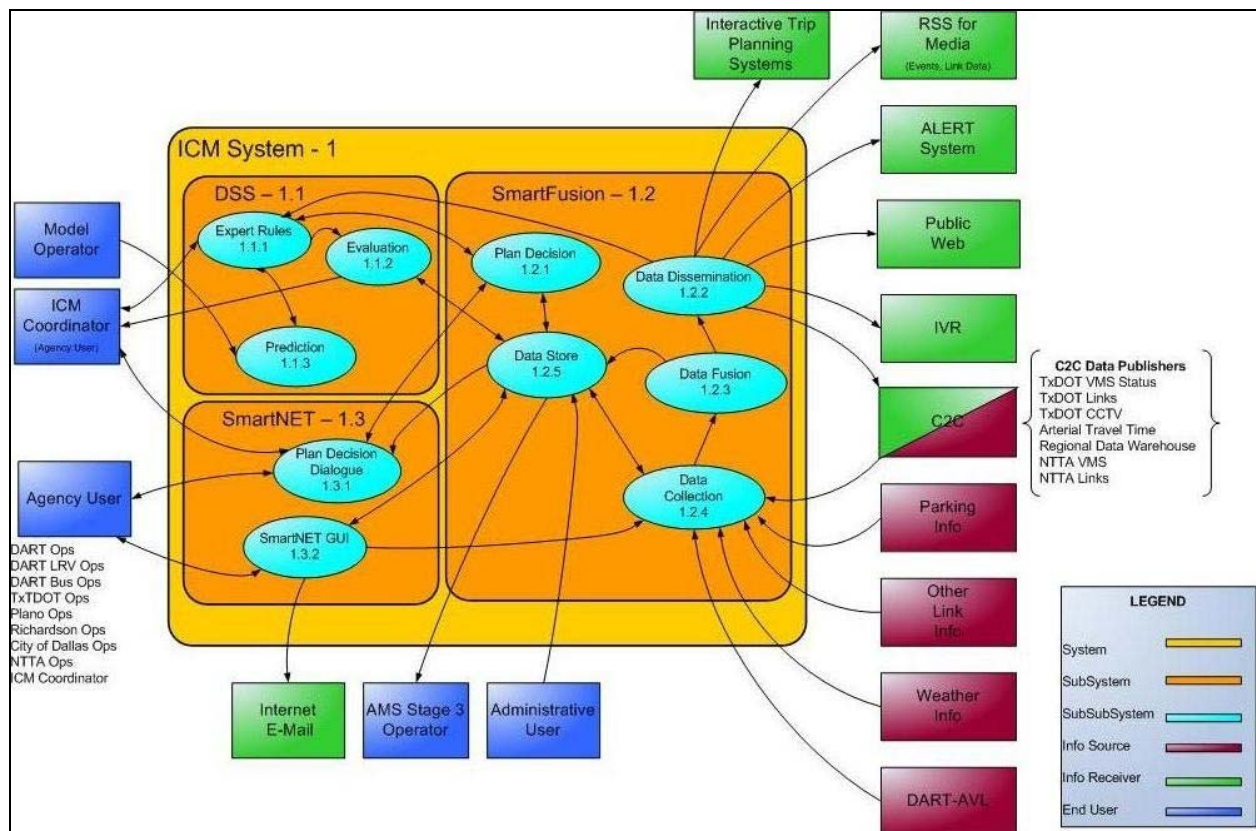 Interactive Trip
Planning
Systems
RSS for
Media
(Events, Link Data)
ALERT
System
Public
Web
IVR
C2C
Parking
Info
Other
Link
Info
Weather
Info
DART-AVL
C2C Data Publishers
TxDOT VMS Status
TxDOT Links
TxDOT CCTV
Arterial Travel Time
Regional Data Warehouse
NTTA VMS
NTTA Links
ICM System - 1
DSS – 1.1
Expert Rules
1.1.1
Evaluation
1.1.2
Prediction
1.1.3
SmartFusion – 1.2
Plan Decision
1.2.1
Data Dissemination
1.2.2
Data Store
1.2.5
Data Fusion
1.2.3
Data
Collection
1.2.4
SmartNET – 1.3
Plan Decision
Dialogue
1.3.1
SmartNET GUI
1.3.2
Model
Operator
ICM
Coordinator
(Agency User)
Agency User
DART Ops
DART LRV Ops
DART Bus Ops
TxTDOT Ops
Plano Ops
Richardson Ops
City of Dallas Ops
NTTA Ops
ICM Coordinator
Internet
E-Mail
AMS Stage 3
Operator
Administrative
User
LEGEND
System
SubSystem
SubSubSystem
Info Source
Info Receiver
End User